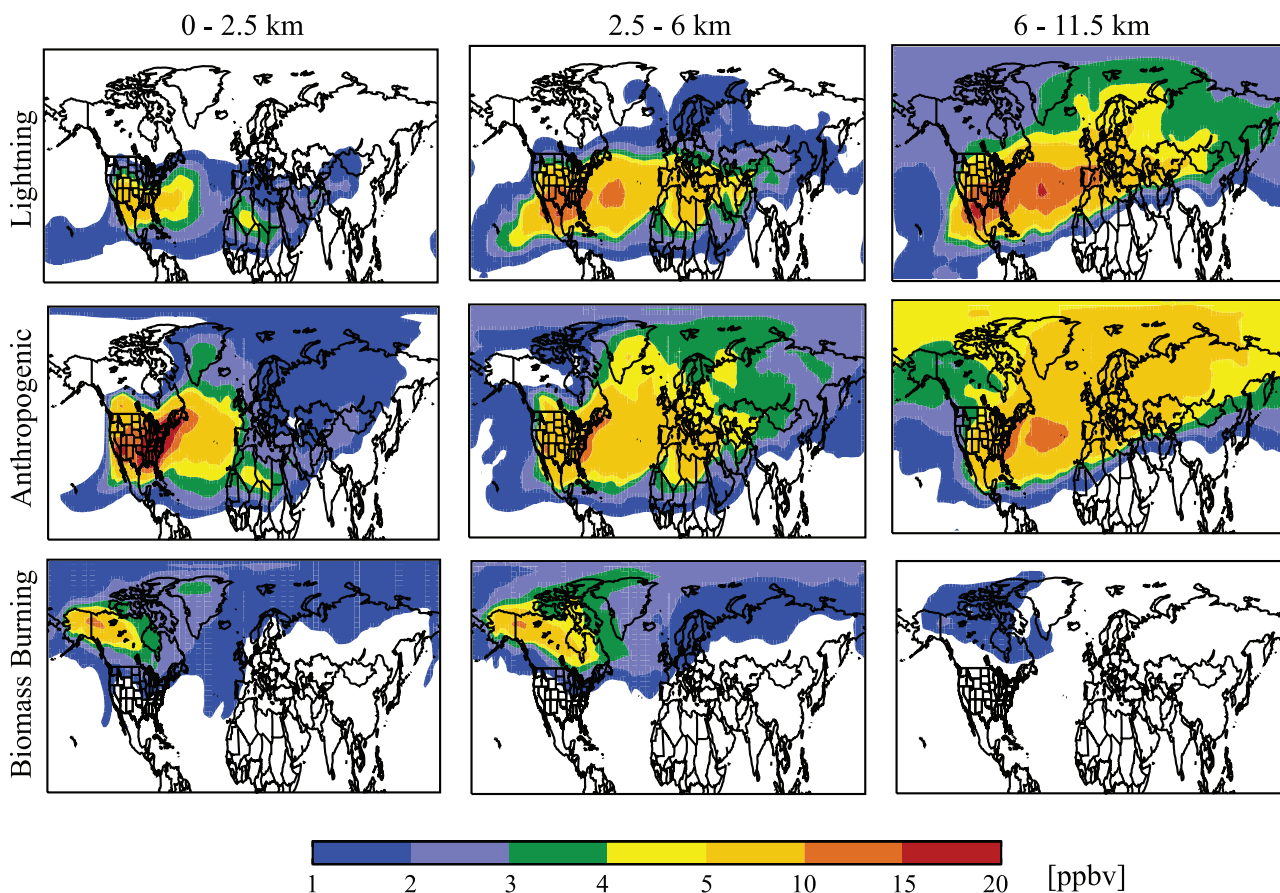 0 - 2.5 km
2.5 - 6 km
6 - 11.5 km
Lightning
Anthropogenic
Biomass Burning
1 2 3 4 5 10 15 20 [ppbv]